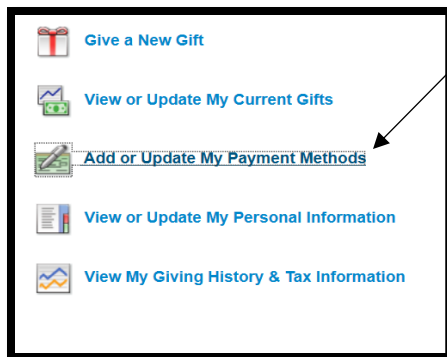 Give a New Gift
View or Update My Current Gifts
Add or Update My Payment Methods
View or Update My Personal Information
View My Giving History & Tax Information